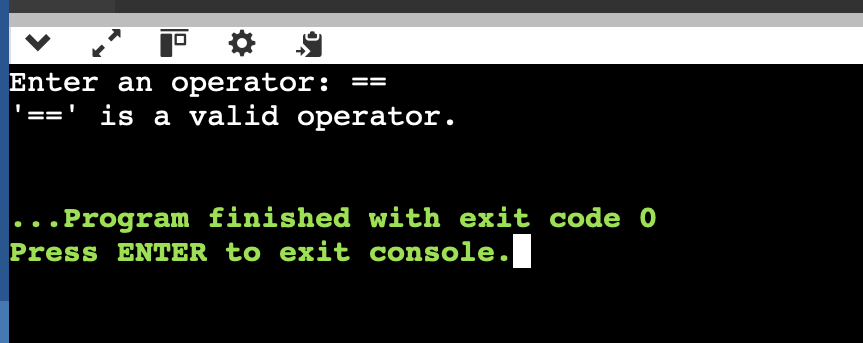 Enter an operator: ==
'==' is a valid operator.
...Program finished with exit code 0
Press ENTER to exit console.